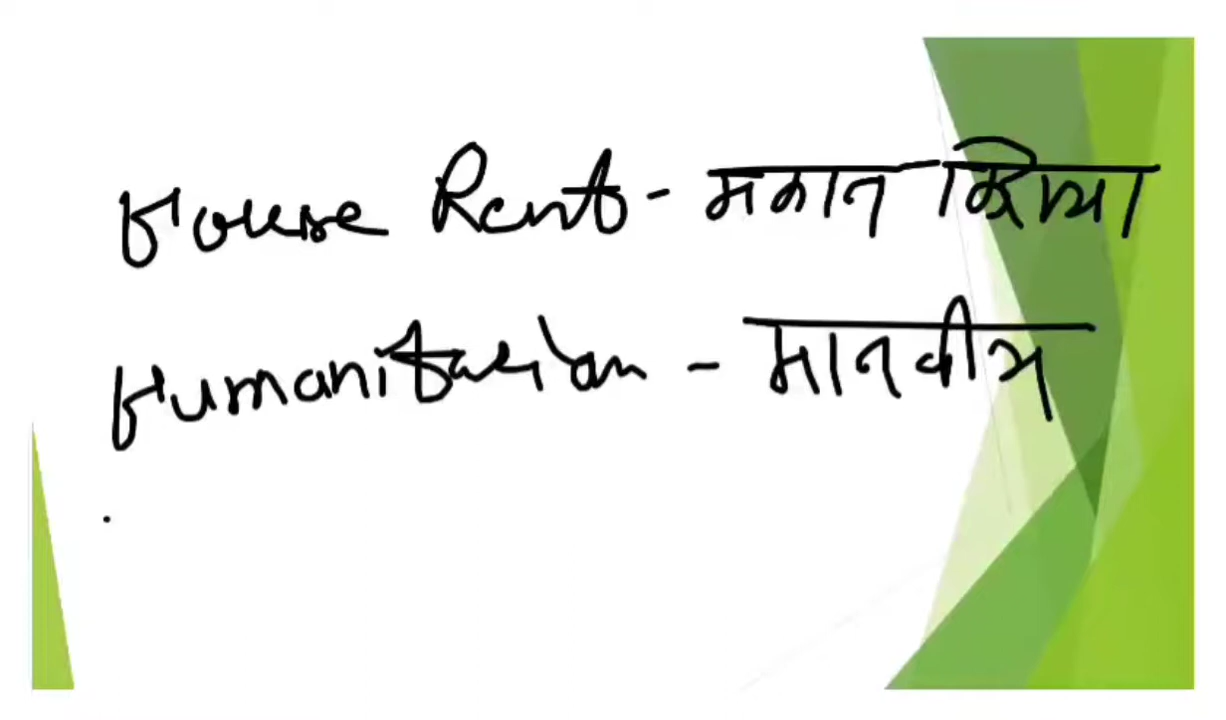 House Rent - मकान किराया
Humanitarian - मानवीय